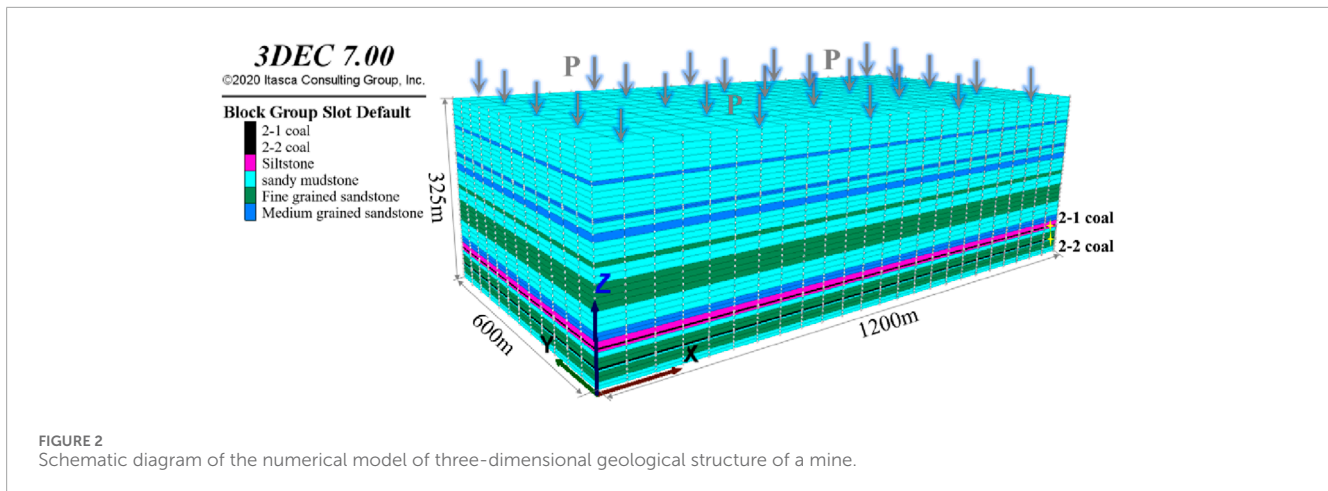 3DEC 7.00
©2020 Itasca Consulting Group, Inc.
Block Group Slot Default
2-1 coal
2-2 coal
Siltstone
sandy mudstone
Fine grained sandstone
Medium grained sandstone
P
P
P
325m
2-1 coal
2-2 coal
Z
Y
X
600m
1200m
FIGURE 2
Schematic diagram of the numerical model of three-dimensional geological structure of a mine.